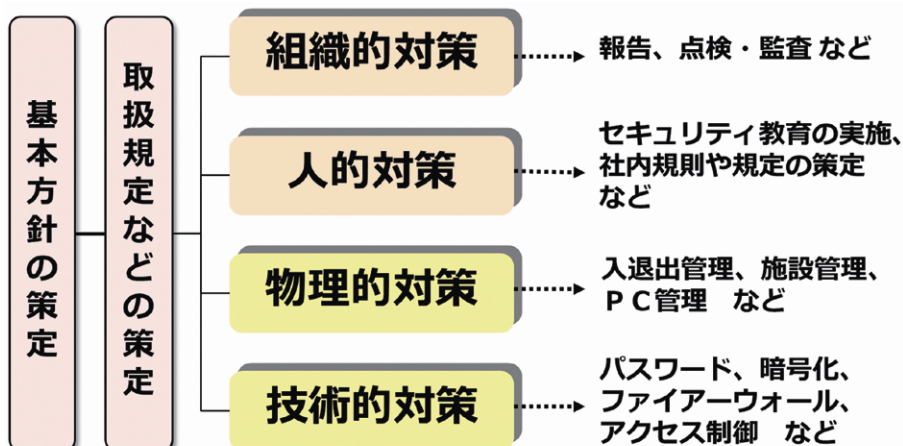 基本方針の策定
取扱規定などの策定
組織的対策
報告、点検・監査 など
人的対策
セキュリティ教育の実施、
社内規則や規定の策定
など
物理的対策
入退出管理、施設管理、
ＰＣ管理　など
技術的対策
パスワード、暗号化、
ファイアーウォール、
アクセス制御　など